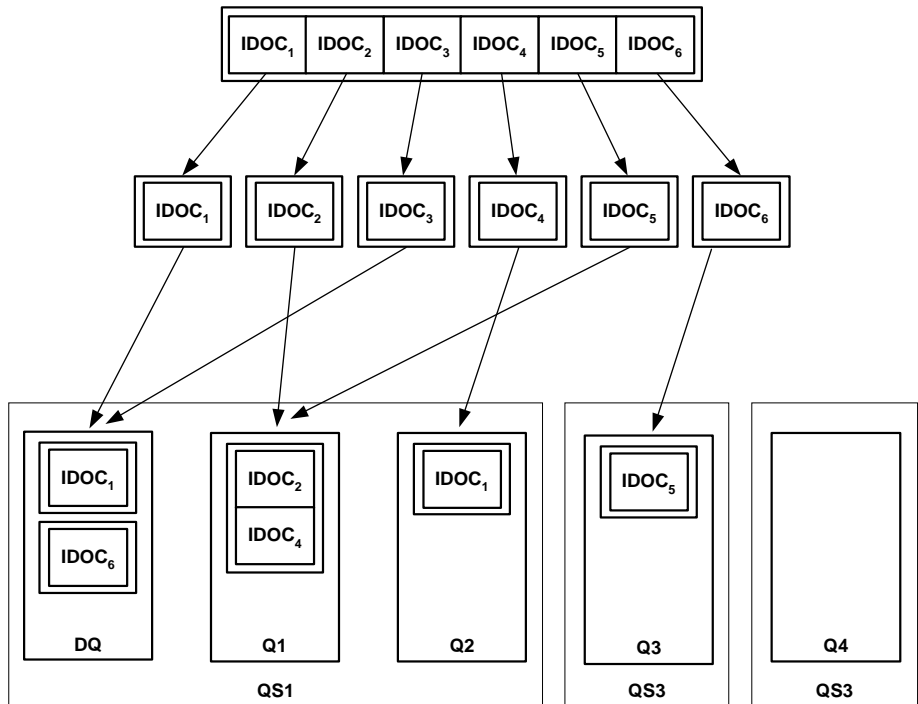 IDOC₁ IDOC₂ IDOC₃ IDOC₄ IDOC₅ IDOC₆
IDOC₁ IDOC₂ IDOC₃ IDOC₄ IDOC₅ IDOC₆
IDOC₁ IDOC₂ IDOC₁ IDOC₅
IDOC₆ IDOC₄
DQ Q1 Q2 Q3 Q4
QS1 QS3 QS3